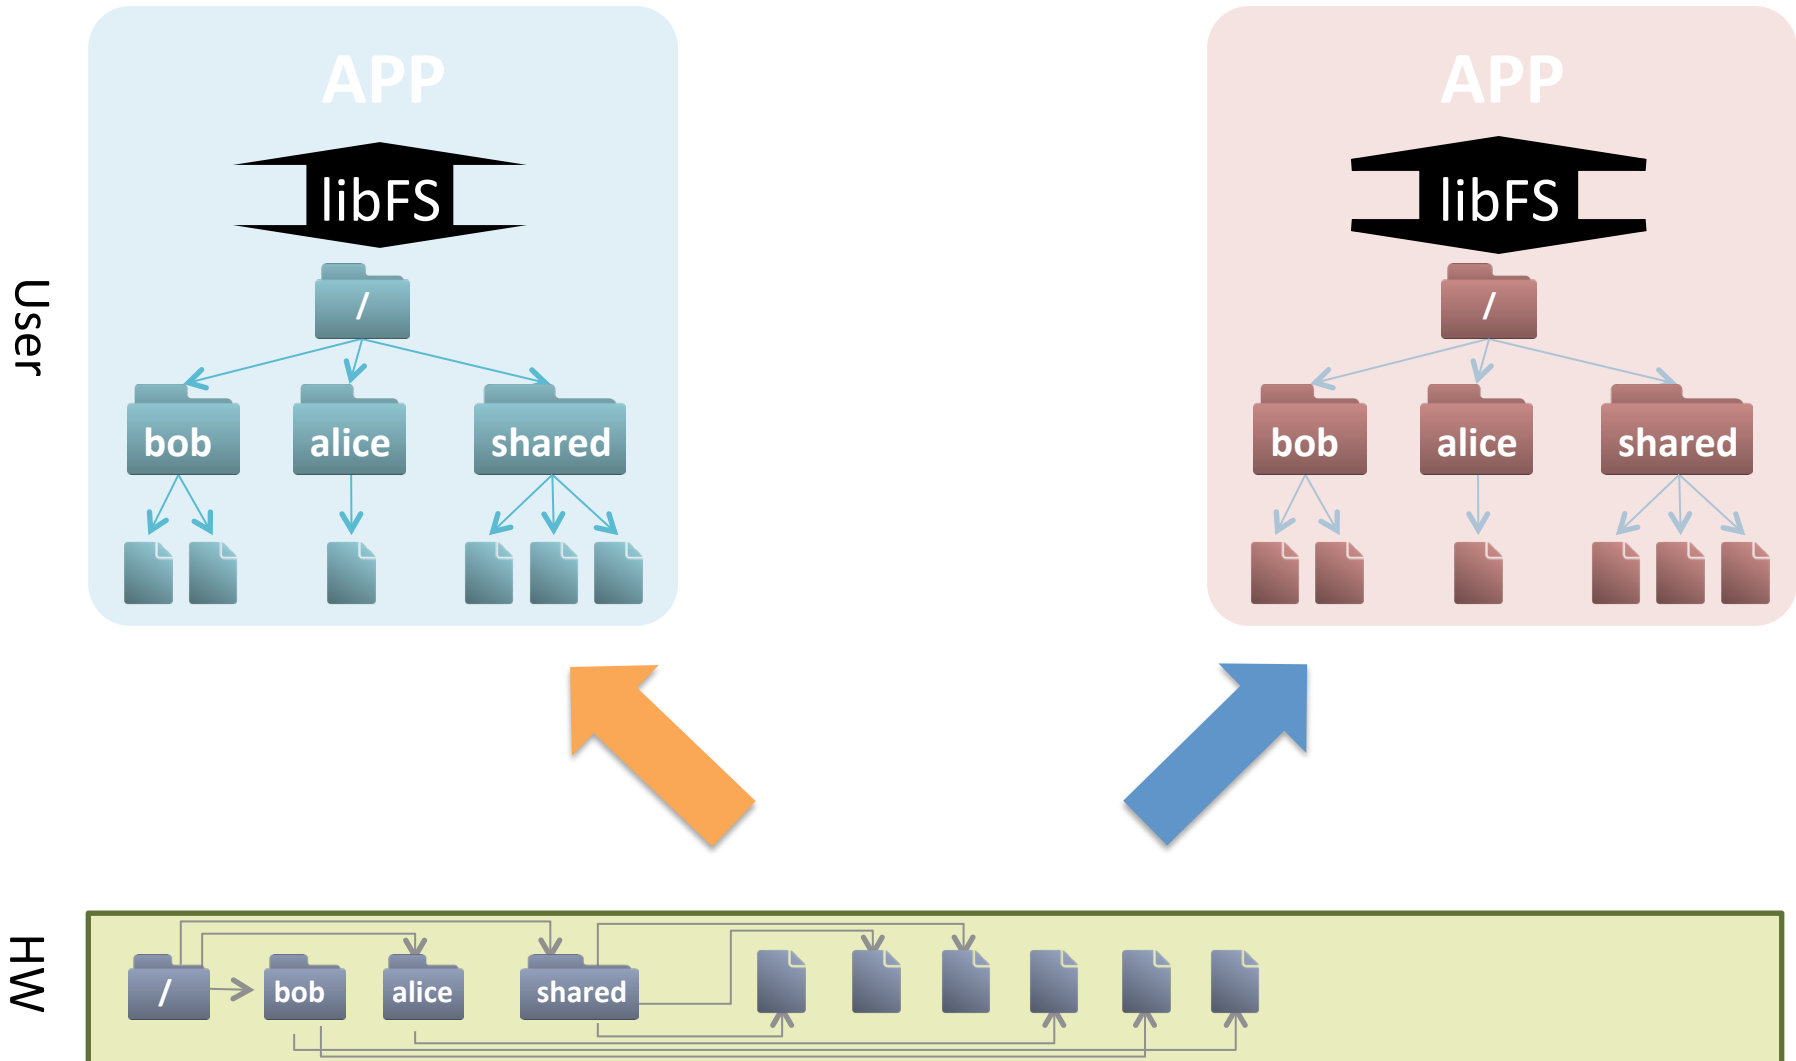 APP
libFS
/
bob
alice
shared
APP
libFS
/
bob
alice
shared
User
HW
/
bob
alice
shared